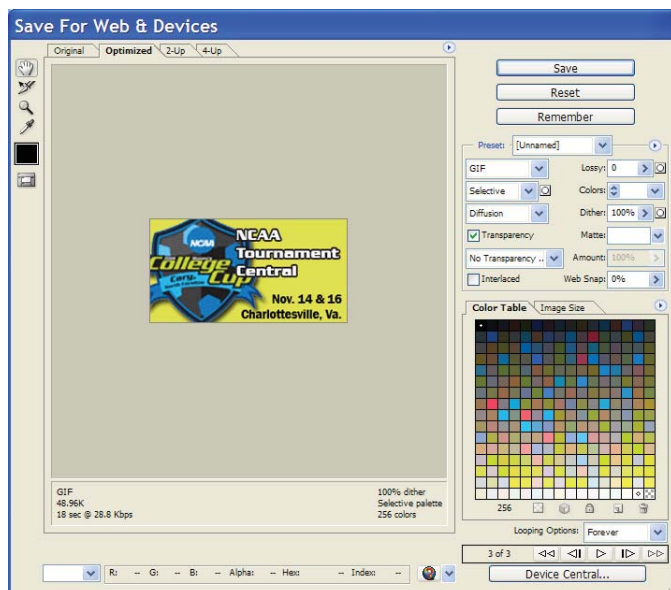 Save For Web & Devices
Original Optimized 2-Up 4-Up
Save
Reset
Remember
Preset: [Unnamed]
GIF Lossy: 0
Selective Colors:
Diffusion Dither: 100%
Transparency Matte:
No Transparency .. Amount: 100%
Interlaced Web Snap: 0%
Color Table Image Size
NCAA
College
Cup
Cary,
NCAA
Tournament
Central
Nov. 14 & 16
Charlottesville, Va.
GIF 100% dither
48.96K Selective palette
18 sec @ 28.8 Kbps 256 colors
256
Looping Options: Forever
3 of 3
R: -- G: -- B: -- Alpha: -- Hex: -- Index: --
Device Central...